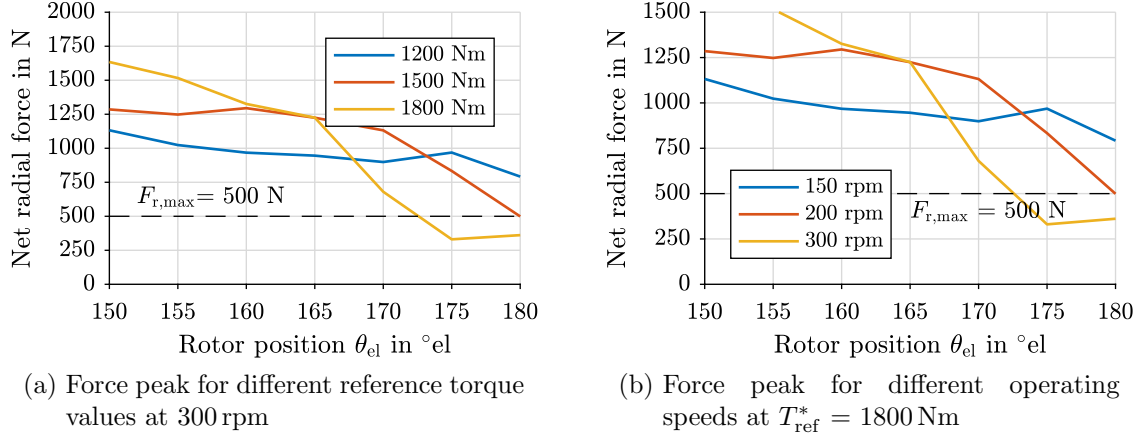 2000
1750
1500
1250
1000
750
500
250
0
Net radial force in N
1200 Nm
1500 Nm
1800 Nm
F_r,max = 500 N
150 155 160 165 170 175 180
Rotor position θ_el in °el
(a) Force peak for different reference torque
values at 300 rpm
1500
1250
1000
750
500
250
0
Net radial force in N
150 rpm
200 rpm
300 rpm
F_r,max = 500 N
150 155 160 165 170 175 180
Rotor position θ_el in °el
(b) Force peak for different operating
speeds at T*_ref = 1800 Nm